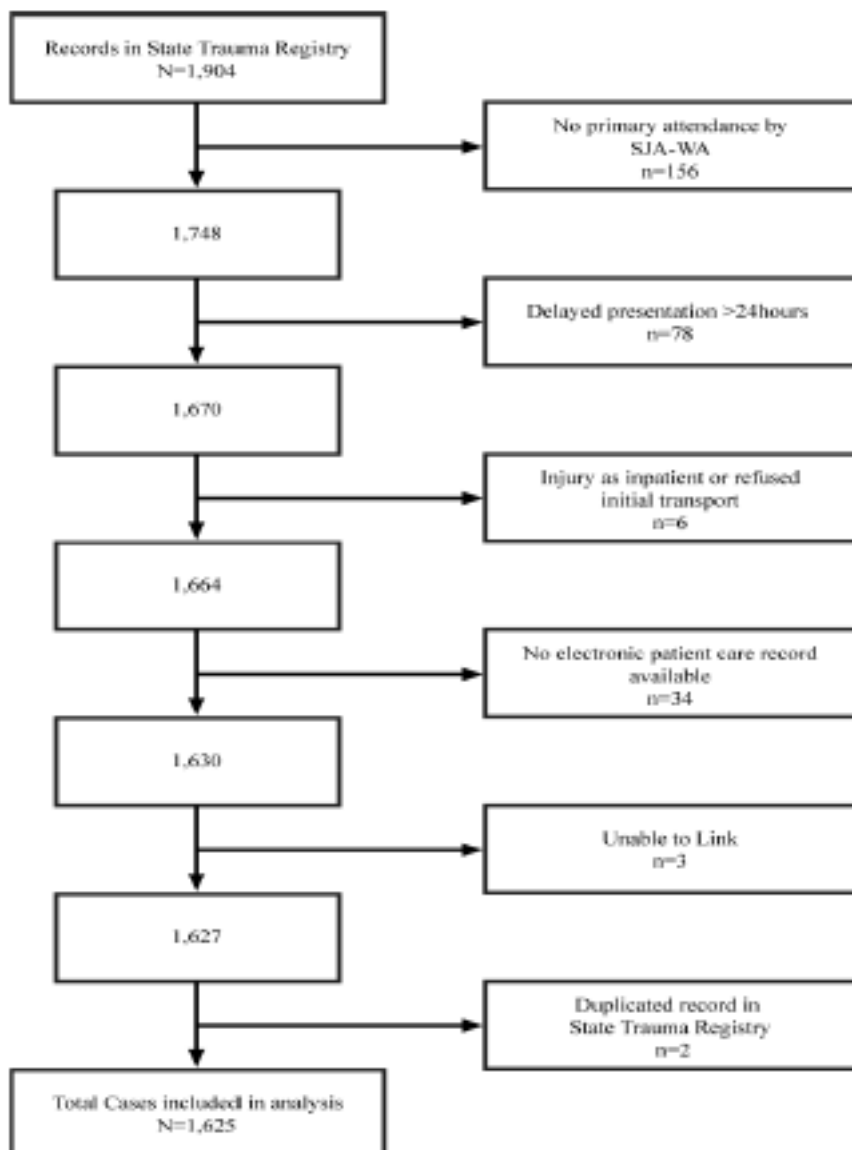 Records in State Trauma Registry
N=1,904
No primary attendance by
SJA-WA
n=156
1,748
Delayed presentation >24hours
n=78
1,670
Injury as inpatient or refused
initial transport
n=6
1,664
No electronic patient care record
available
n=34
1,630
Unable to Link
n=3
1,627
Duplicated record in
State Trauma Registry
n=2
Total Cases included in analysis
N=1,625